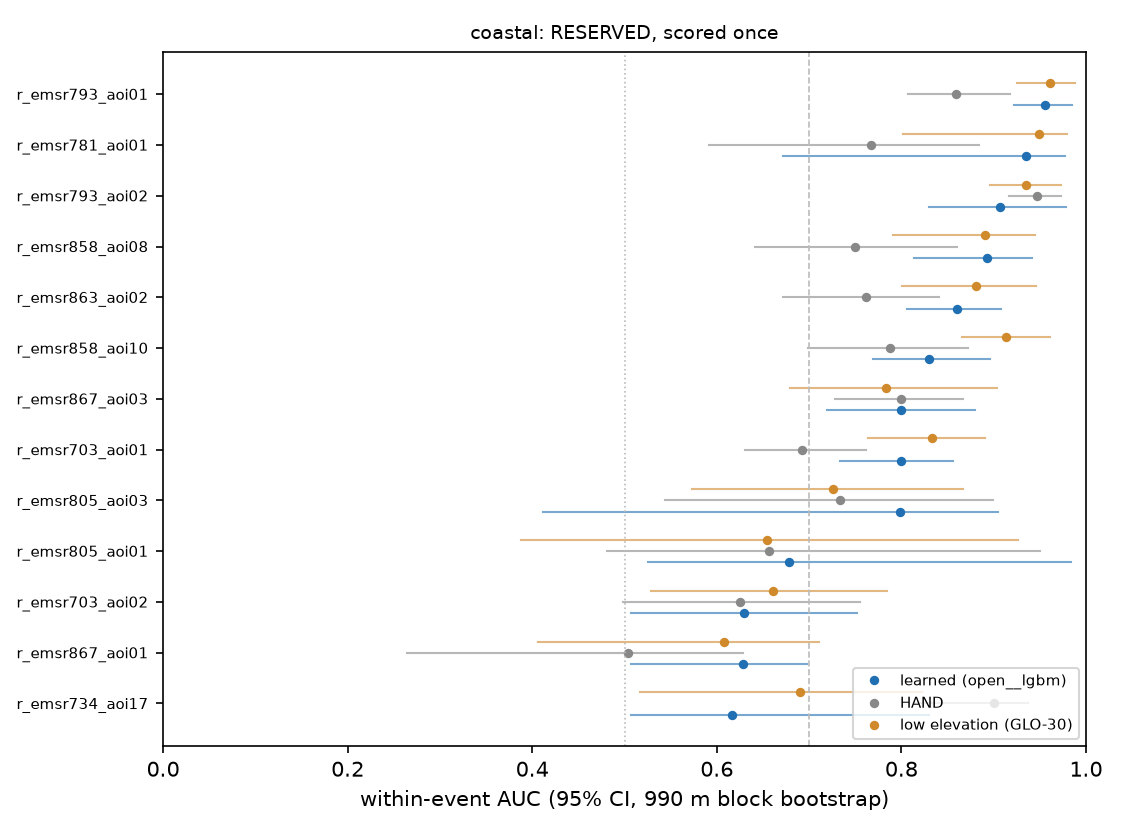 coastal: RESERVED, scored once
r_emsr793_aoi01
r_emsr781_aoi01
r_emsr793_aoi02
r_emsr858_aoi08
r_emsr863_aoi02
r_emsr858_aoi10
r_emsr867_aoi03
r_emsr703_aoi01
r_emsr805_aoi03
r_emsr805_aoi01
r_emsr703_aoi02
r_emsr867_aoi01
r_emsr734_aoi17
learned (open__lgbm)
HAND
low elevation (GLO-30)
0.0 0.2 0.4 0.6 0.8 1.0
within-event AUC (95% CI, 990 m block bootstrap)